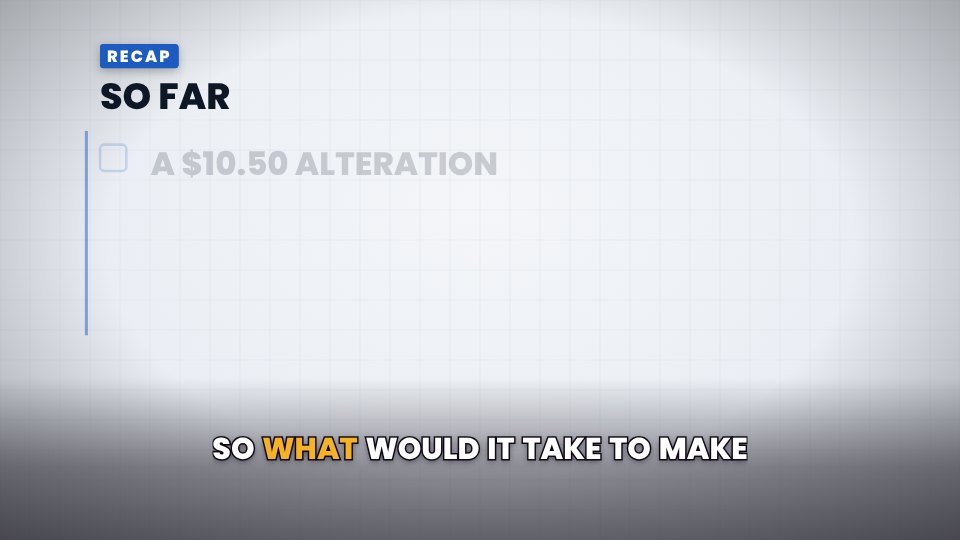 RECAP
SO FAR
A $10.50 ALTERATION
SO WHAT WOULD IT TAKE TO MAKE